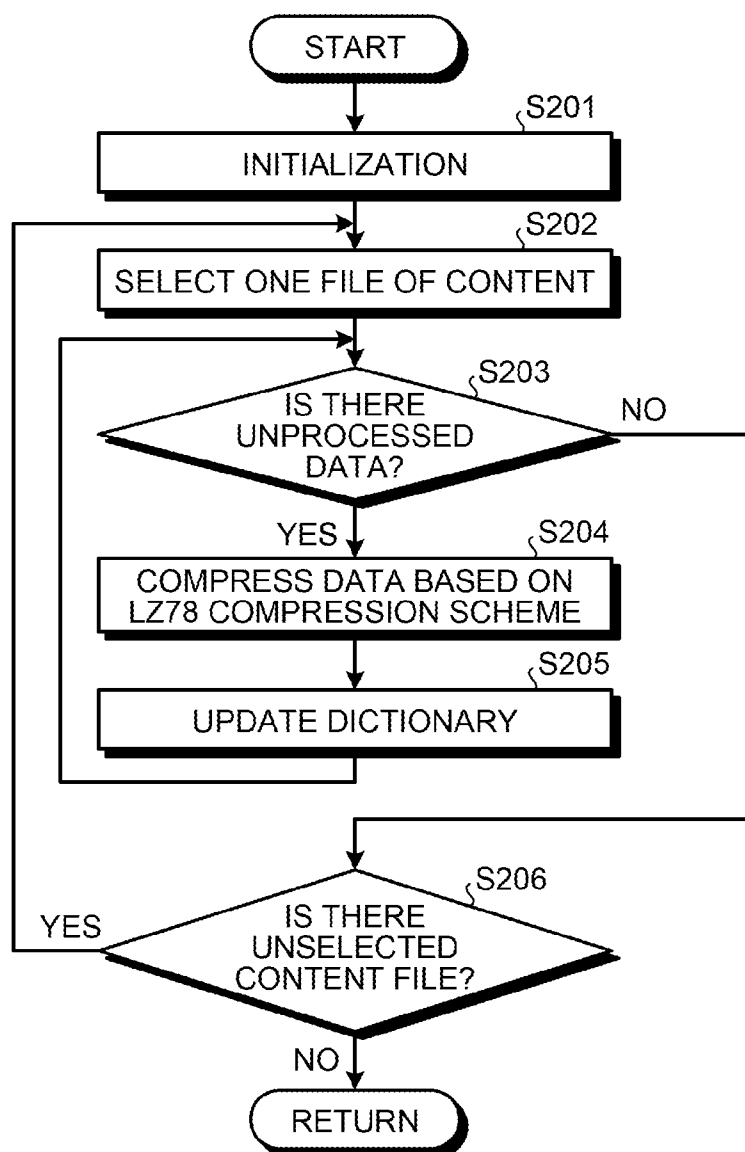 START
S201
INITIALIZATION
S202
SELECT ONE FILE OF CONTENT
S203
IS THERE
UNPROCESSED
DATA?
NO
YES
S204
COMPRESS DATA BASED ON
LZ78 COMPRESSION SCHEME
S205
UPDATE DICTIONARY
S206
IS THERE
UNSELECTED
CONTENT FILE?
YES
NO
RETURN